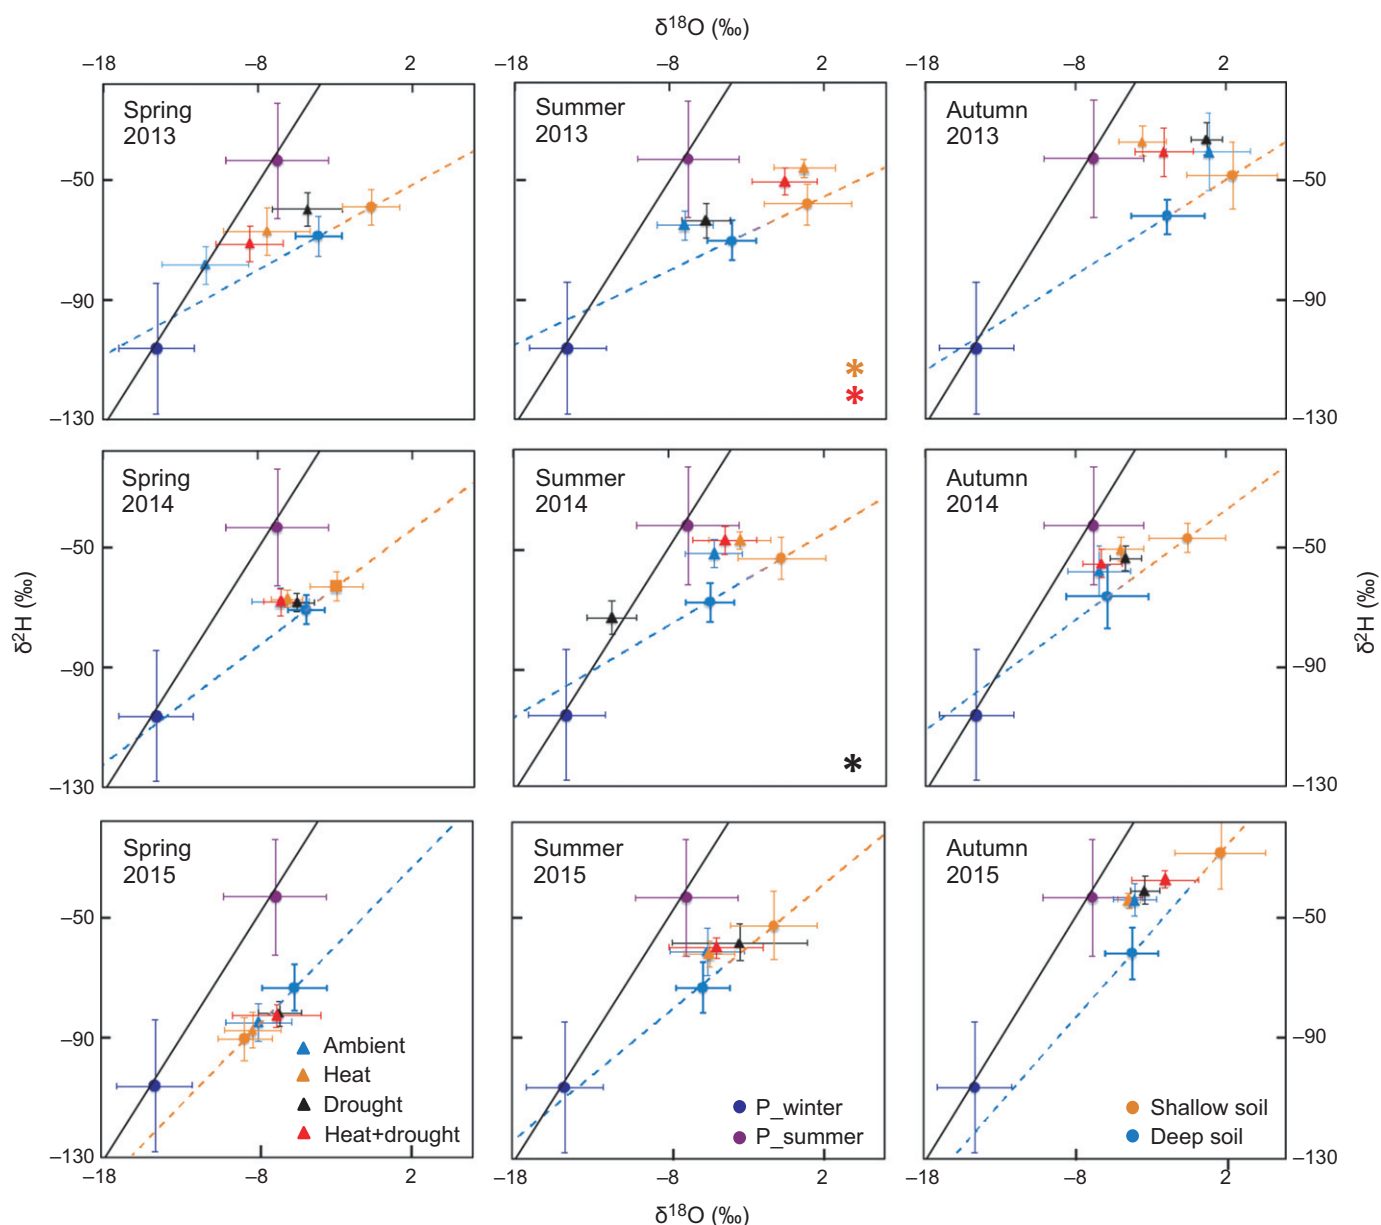 δ18O (‰)
–18 –8 2 –8 2 –18 –8 2
Spring
2013
Summer
2013
Autumn
2013
–50
–90
–130
–50
–90
–130
*
*
Spring
2014
Summer
2014
Autumn
2014
–50
–90
–130
–50
–90
–130
*
δ2H (‰)
δ2H (‰)
Spring
2015
Summer
2015
Autumn
2015
–50
–90
–130
–50
–90
–130
Ambient
Heat
Drought
Heat+drought
P_winter
P_summer
Shallow soil
Deep soil
–18 –8 2 –18 –8 2 –18 –8 2
δ18O (‰)